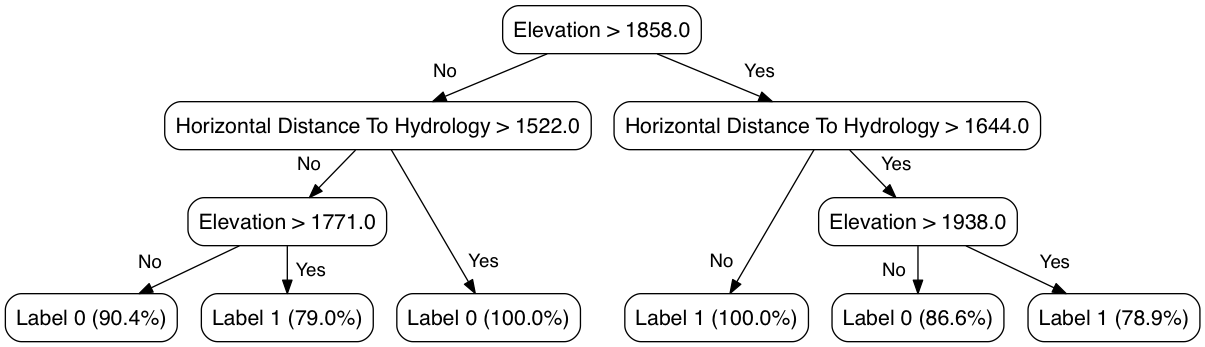 Elevation > 1858.0
No
Yes
Horizontal Distance To Hydrology > 1522.0
Horizontal Distance To Hydrology > 1644.0
No
Yes
Elevation > 1771.0
Elevation > 1938.0
No
Yes
Yes
No
No
Yes
Label 0 (90.4%)
Label 1 (79.0%)
Label 0 (100.0%)
Label 1 (100.0%)
Label 0 (86.6%)
Label 1 (78.9%)